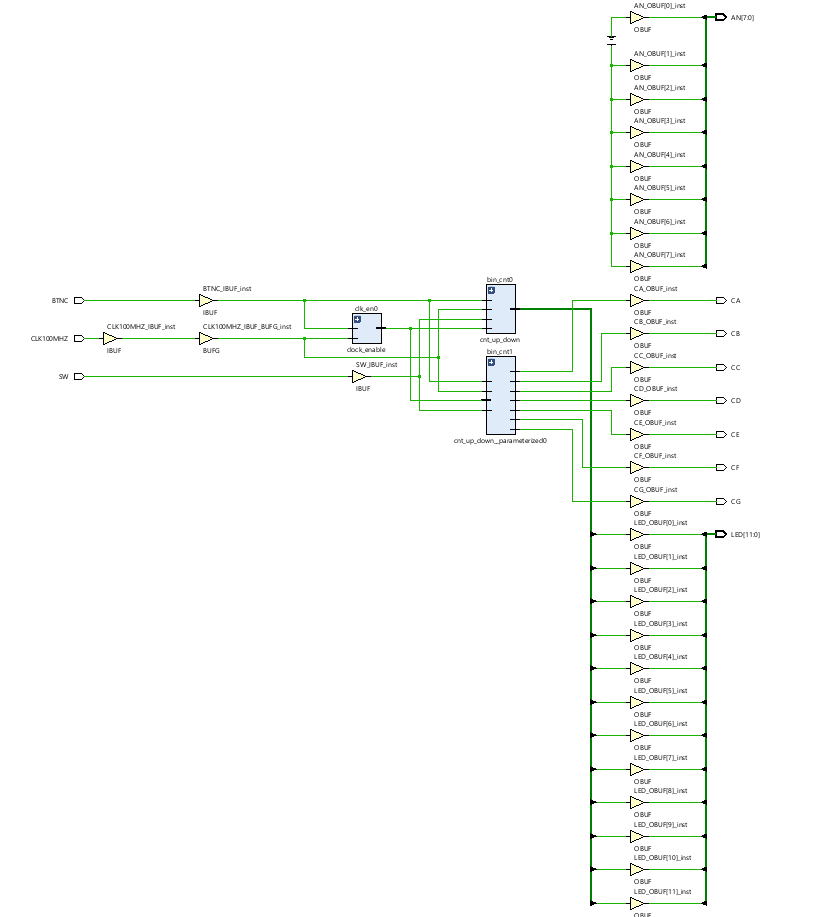 AN_OBUF[0]_inst
AN[7:0]
OBUF
AN_OBUF[1]_inst
OBUF
AN_OBUF[2]_inst
OBUF
AN_OBUF[3]_inst
OBUF
AN_OBUF[4]_inst
OBUF
AN_OBUF[5]_inst
OBUF
AN_OBUF[6]_inst
OBUF
AN_OBUF[7]_inst
OBUF
BTNC
BTNC_IBUF_inst
IBUF
CLK100MHZ
CLK100MHZ_IBUF_inst
IBUF
CLK100MHZ_IBUF_BUFG_inst
BUFG
SW
SW_IBUF_inst
IBUF
clk_en0
clock_enable
bin_cnt0
cnt_up_down
bin_cnt1
cnt_up_down__parameterized0
CA_OBUF_inst
CA
OBUF
CB_OBUF_inst
CB
OBUF
CC_OBUF_inst
CC
OBUF
CD_OBUF_inst
CD
OBUF
CE_OBUF_inst
CE
OBUF
CF_OBUF_inst
CF
OBUF
CG_OBUF_inst
CG
OBUF
LED_OBUF[0]_inst
LED[11:0]
OBUF
LED_OBUF[1]_inst
OBUF
LED_OBUF[2]_inst
OBUF
LED_OBUF[3]_inst
OBUF
LED_OBUF[4]_inst
OBUF
LED_OBUF[5]_inst
OBUF
LED_OBUF[6]_inst
OBUF
LED_OBUF[7]_inst
OBUF
LED_OBUF[8]_inst
OBUF
LED_OBUF[9]_inst
OBUF
LED_OBUF[10]_inst
OBUF
LED_OBUF[11]_inst
OBUF